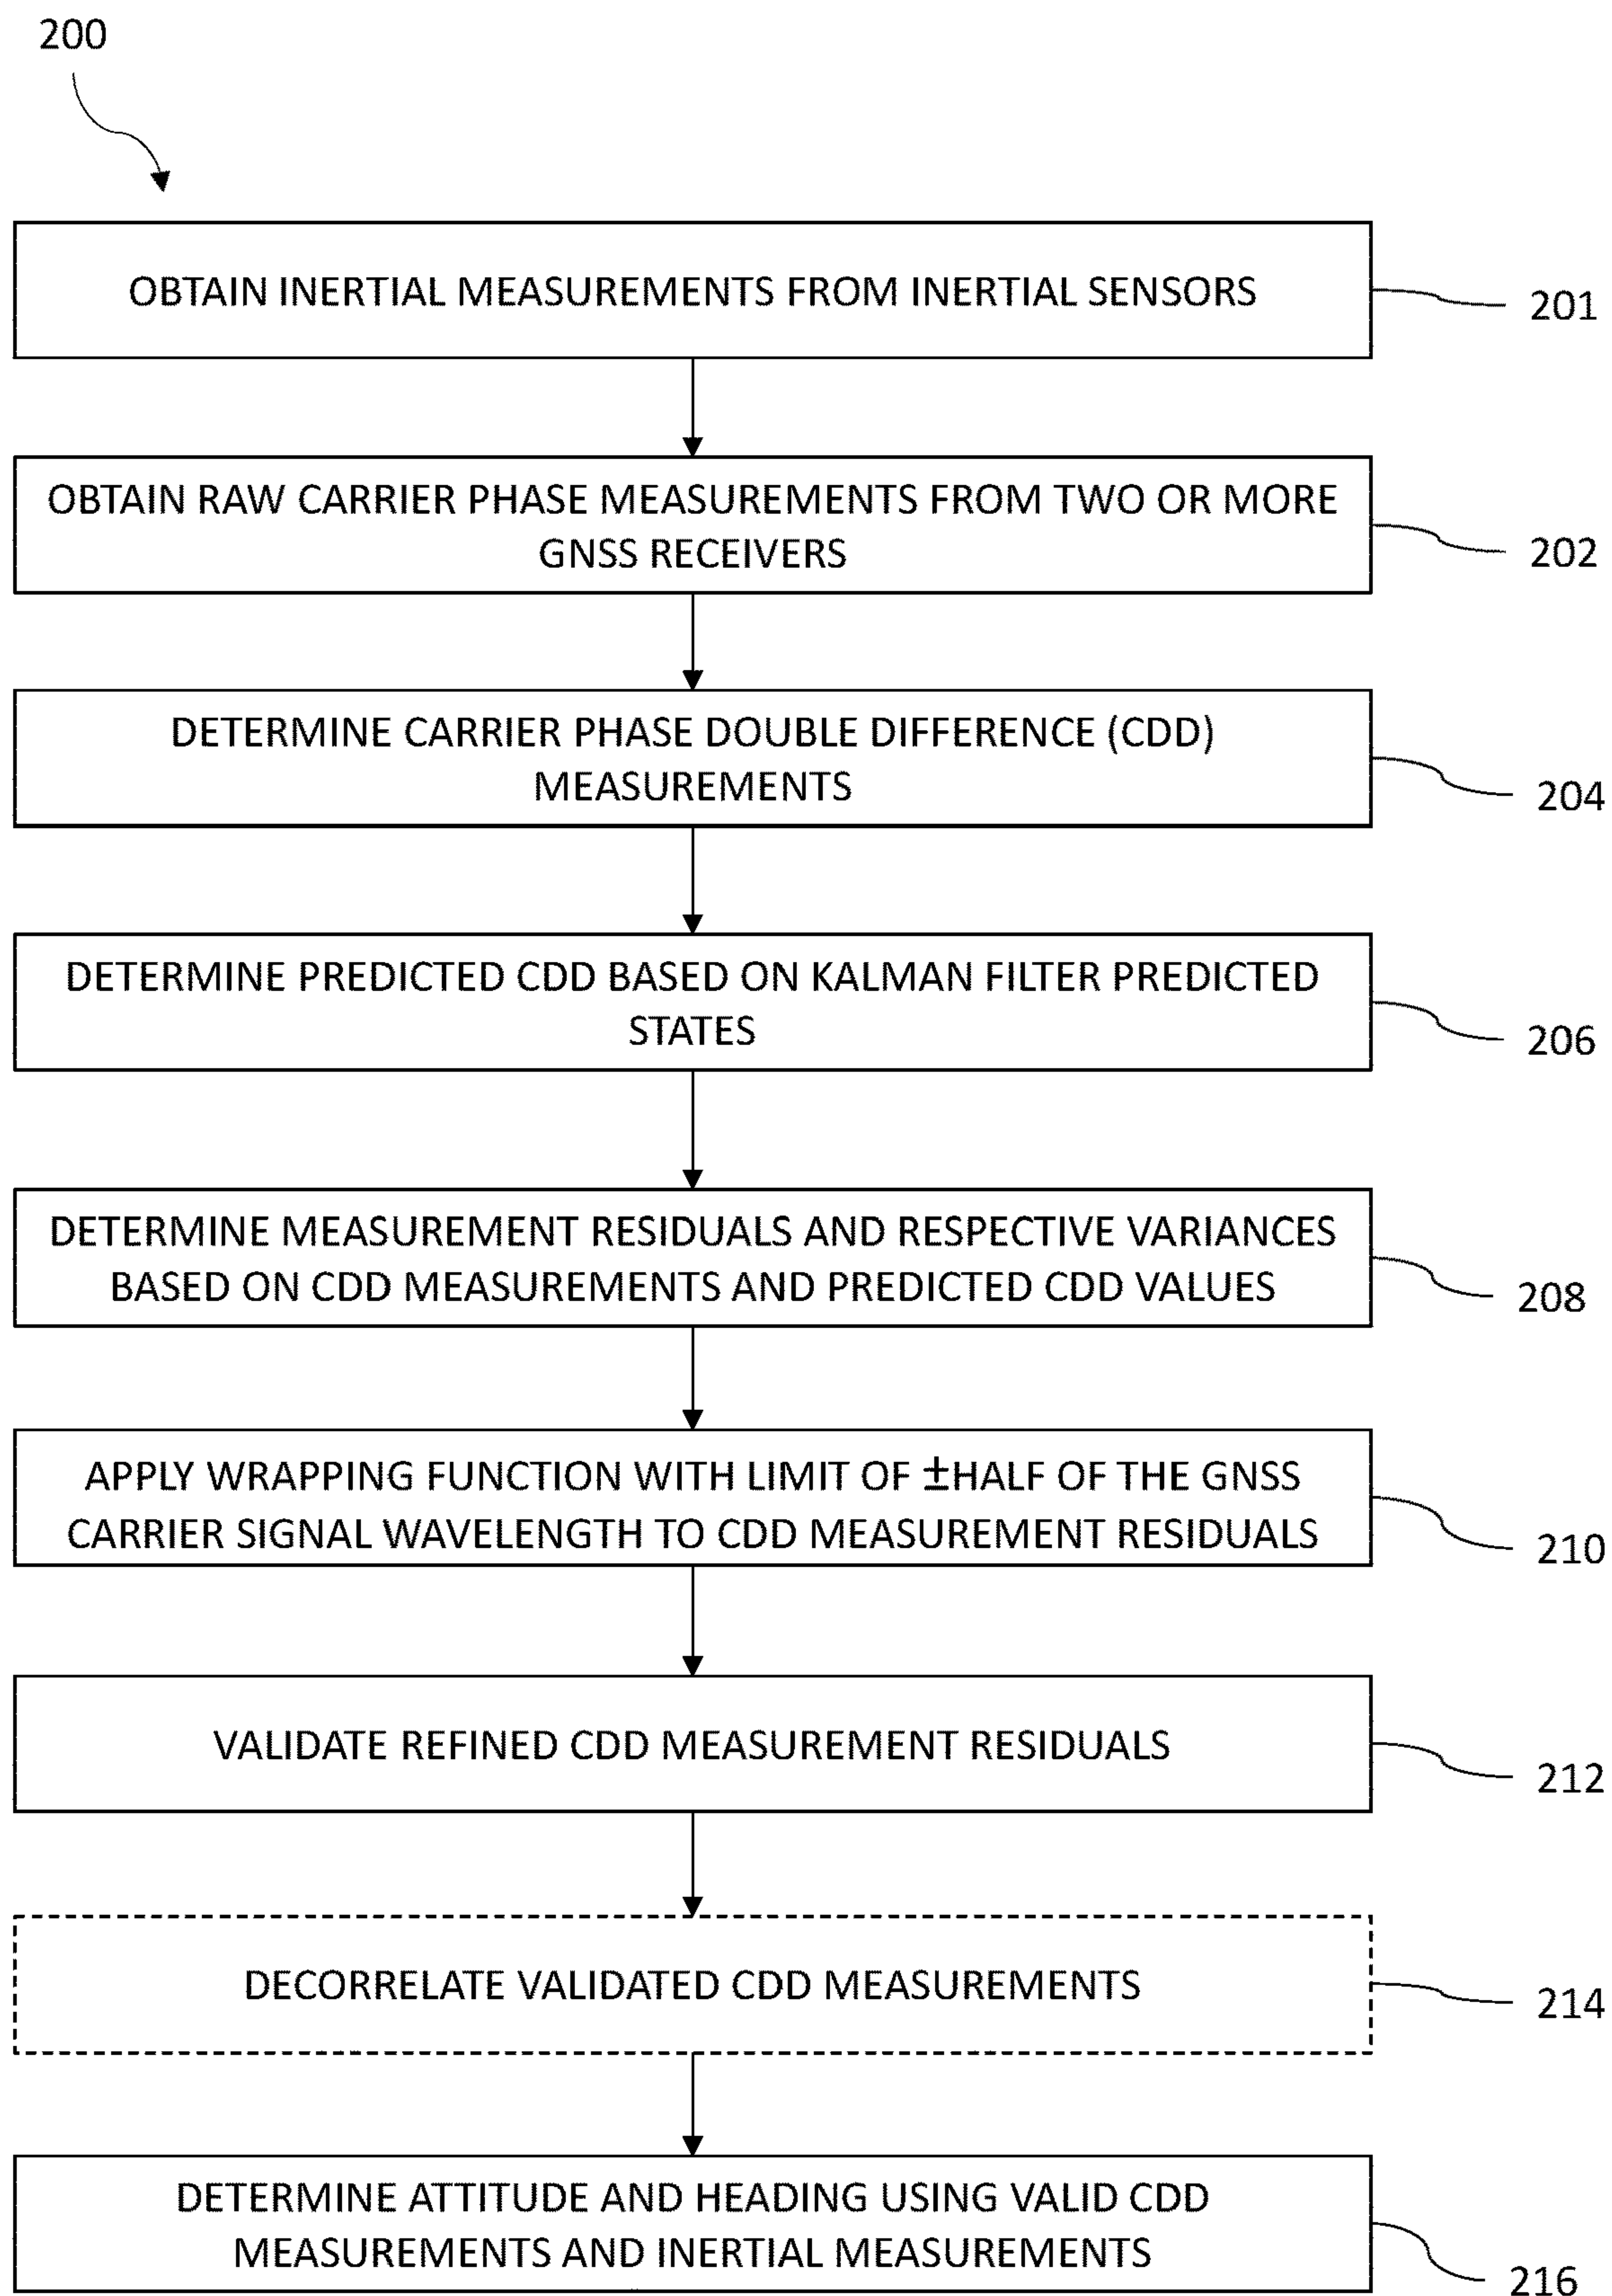 200
OBTAIN INERTIAL MEASUREMENTS FROM INERTIAL SENSORS
201
OBTAIN RAW CARRIER PHASE MEASUREMENTS FROM TWO OR MORE
GNSS RECEIVERS
202
DETERMINE CARRIER PHASE DOUBLE DIFFERENCE (CDD)
MEASUREMENTS
204
DETERMINE PREDICTED CDD BASED ON KALMAN FILTER PREDICTED
STATES
206
DETERMINE MEASUREMENT RESIDUALS AND RESPECTIVE VARIANCES
BASED ON CDD MEASUREMENTS AND PREDICTED CDD VALUES
208
APPLY WRAPPING FUNCTION WITH LIMIT OF ±HALF OF THE GNSS
CARRIER SIGNAL WAVELENGTH TO CDD MEASUREMENT RESIDUALS
210
VALIDATE REFINED CDD MEASUREMENT RESIDUALS
212
DECORRELATE VALIDATED CDD MEASUREMENTS
214
DETERMINE ATTITUDE AND HEADING USING VALID CDD
MEASUREMENTS AND INERTIAL MEASUREMENTS
216